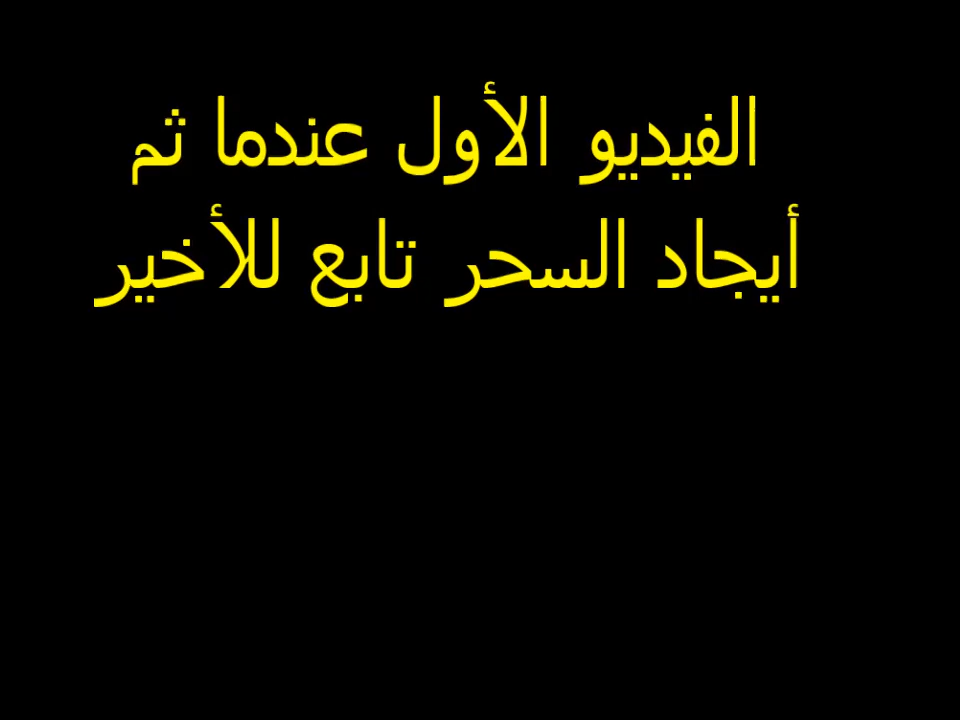 الفيديو الأول عندما ثم
أيجاد السحر تابع للأخير